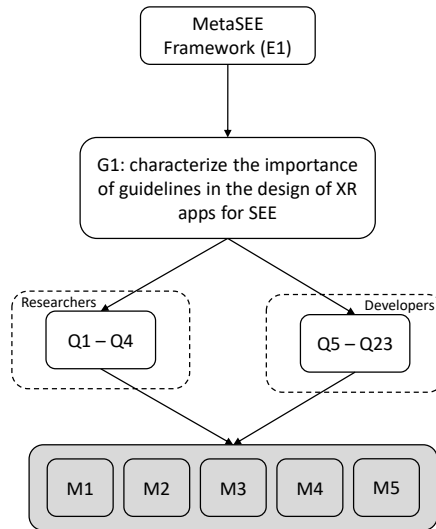 MetaSEE
Framework (E1)
G1: characterize the importance
of guidelines in the design of XR
apps for SEE
Researchers
Developers
Q1 – Q4
Q5 – Q23
M1
M2
M3
M4
M5